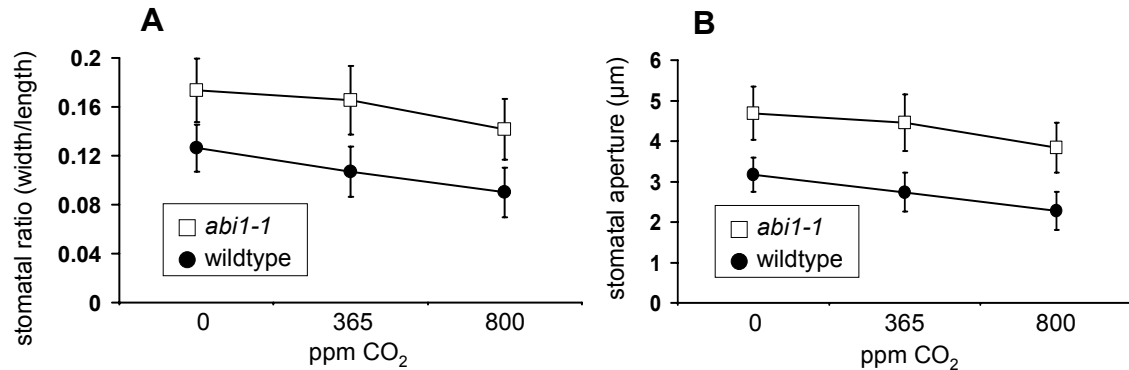 A
stomatal ratio (width/length)
0.2
0.16
0.12
0.08
0.04
0
abi1-1
wildtype
0 365 800
ppm CO2
B
stomatal aperture (µm)
6
5
4
3
2
1
0
abi1-1
wildtype
0 365 800
ppm CO2